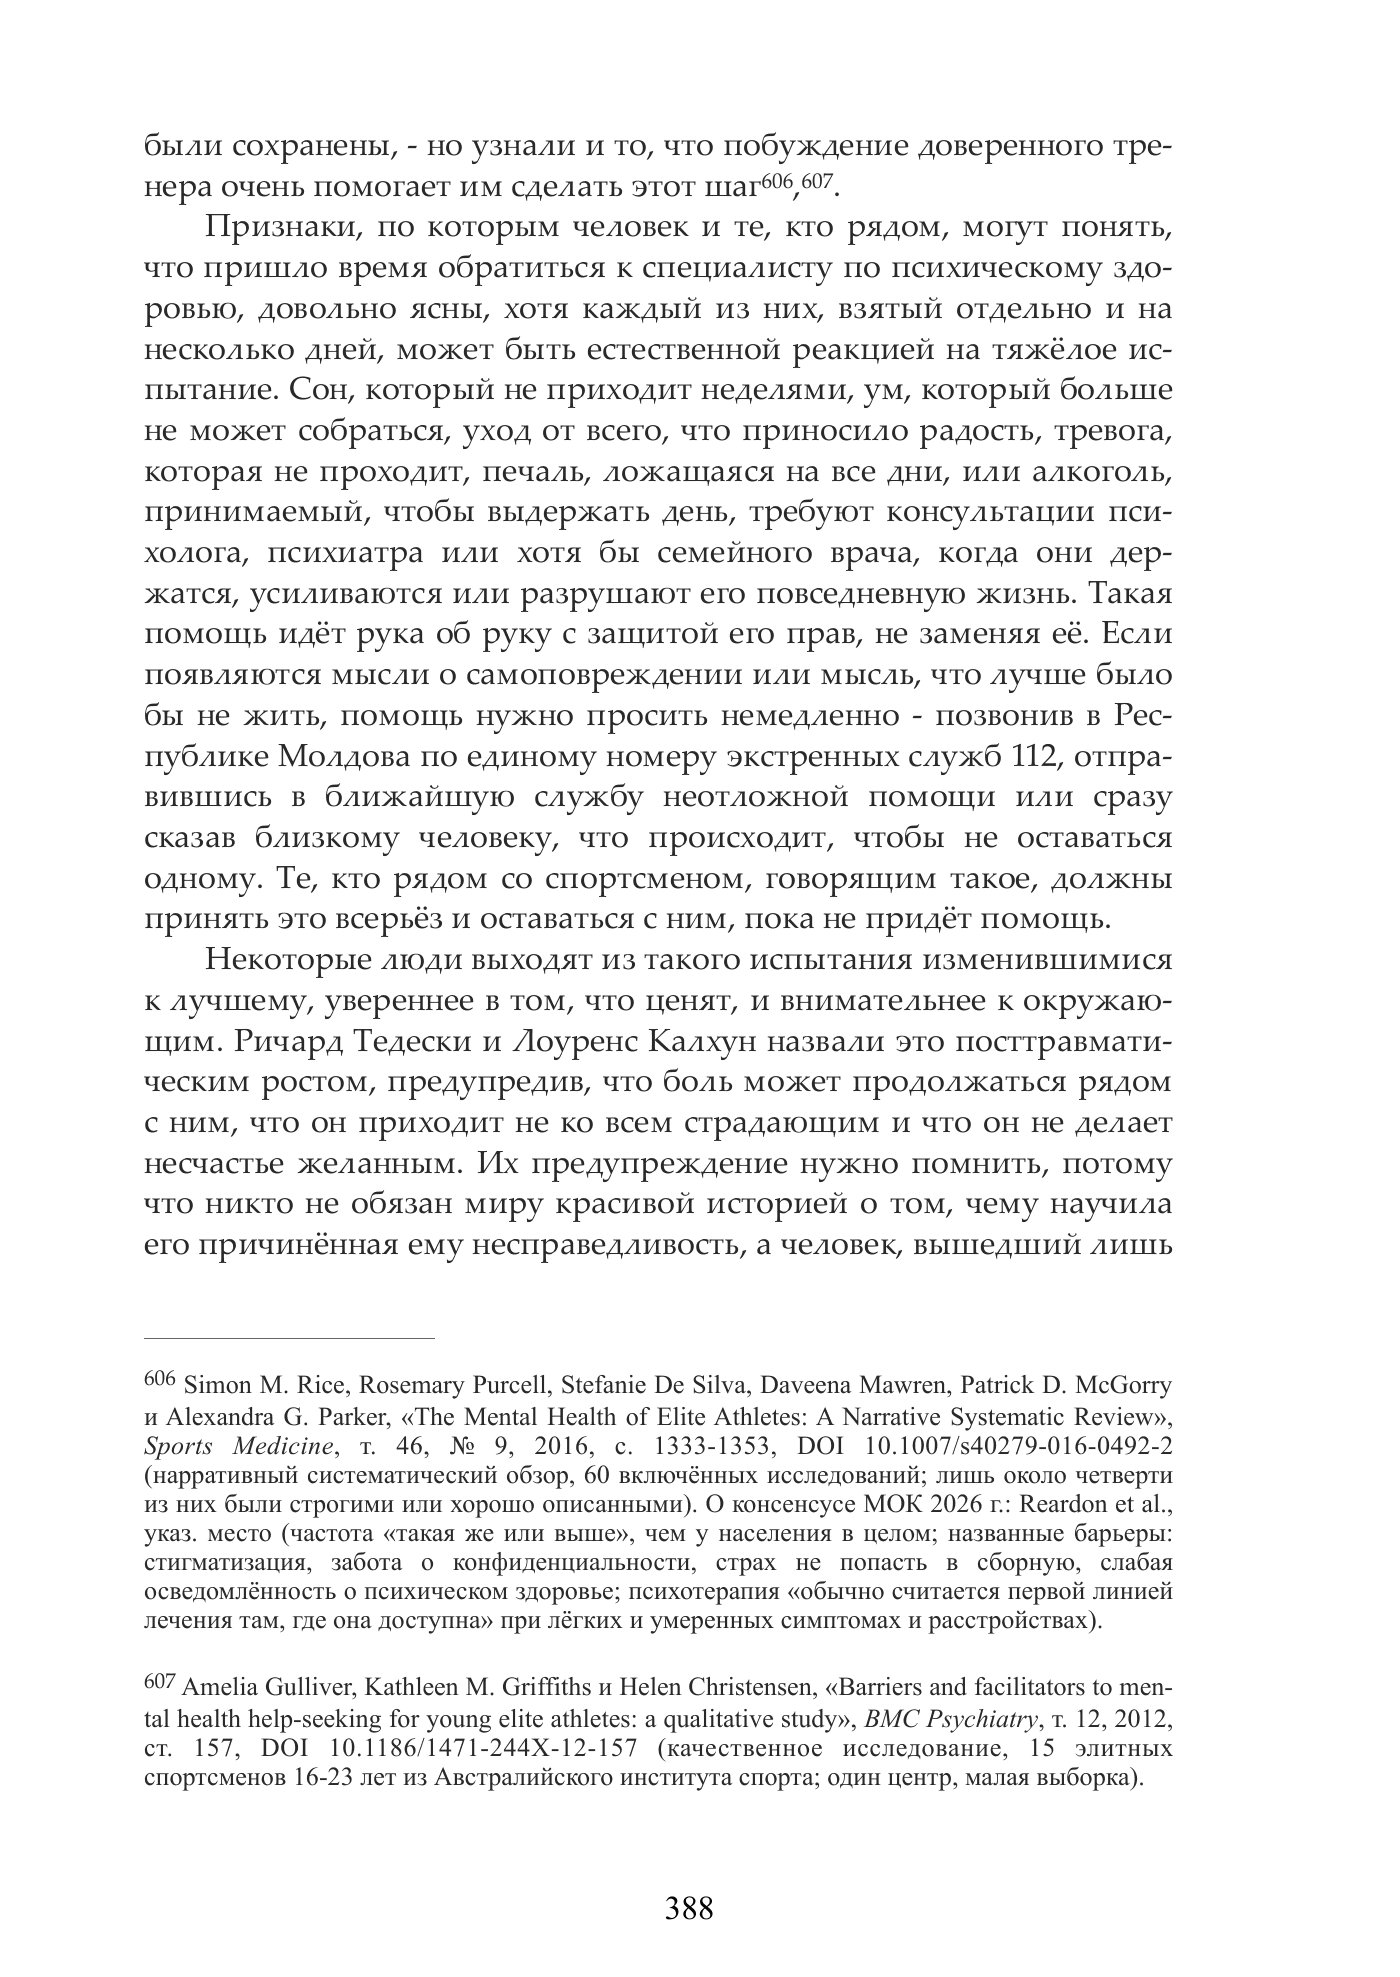 были сохранены, - но узнали и то, что побуждение доверенного тре-
нера очень помогает им сделать этот шаг606,607.
Признаки, по которым человек и те, кто рядом, могут понять,
что пришло время обратиться к специалисту по психическому здо-
ровью, довольно ясны, хотя каждый из них, взятый отдельно и на
несколько дней, может быть естественной реакцией на тяжёлое ис-
пытание. Сон, который не приходит неделями, ум, который больше
не может собраться, уход от всего, что приносило радость, тревога,
которая не проходит, печаль, ложащаяся на все дни, или алкоголь,
принимаемый, чтобы выдержать день, требуют консультации пси-
холога, психиатра или хотя бы семейного врача, когда они дер-
жатся, усиливаются или разрушают его повседневную жизнь. Такая
помощь идёт рука об руку с защитой его прав, не заменяя её. Если
появляются мысли о самоповреждении или мысль, что лучше было
бы не жить, помощь нужно просить немедленно - позвонив в Рес-
публике Молдова по единому номеру экстренных служб 112, отпра-
вившись в ближайшую службу неотложной помощи или сразу
сказав близкому человеку, что происходит, чтобы не оставаться
одному. Те, кто рядом со спортсменом, говорящим такое, должны
принять это всерьёз и оставаться с ним, пока не придёт помощь.
Некоторые люди выходят из такого испытания изменившимися
к лучшему, увереннее в том, что ценят, и внимательнее к окружаю-
щим. Ричард Тедески и Лоуренс Калхун назвали это посттравмати-
ческим ростом, предупредив, что боль может продолжаться рядом
с ним, что он приходит не ко всем страдающим и что он не делает
несчастье желанным. Их предупреждение нужно помнить, потому
что никто не обязан миру красивой историей о том, чему научила
его причинённая ему несправедливость, а человек, вышедший лишь
606 Simon M. Rice, Rosemary Purcell, Stefanie De Silva, Daveena Mawren, Patrick D. McGorry
и Alexandra G. Parker, «The Mental Health of Elite Athletes: A Narrative Systematic Review»,
Sports Medicine, т. 46, № 9, 2016, с. 1333-1353, DOI 10.1007/s40279-016-0492-2
(нарративный систематический обзор, 60 включённых исследований; лишь около четверти
из них были строгими или хорошо описанными). О консенсусе МОК 2026 г.: Reardon et al.,
указ. место (частота «такая же или выше», чем у населения в целом; названные барьеры:
стигматизация, забота о конфиденциальности, страх не попасть в сборную, слабая
осведомлённость о психическом здоровье; психотерапия «обычно считается первой линией
лечения там, где она доступна» при лёгких и умеренных симптомах и расстройствах).
607 Amelia Gulliver, Kathleen M. Griffiths и Helen Christensen, «Barriers and facilitators to men-
tal health help-seeking for young elite athletes: a qualitative study», BMC Psychiatry, т. 12, 2012,
ст. 157, DOI 10.1186/1471-244X-12-157 (качественное исследование, 15 элитных
спортсменов 16-23 лет из Австралийского института спорта; один центр, малая выборка).
388